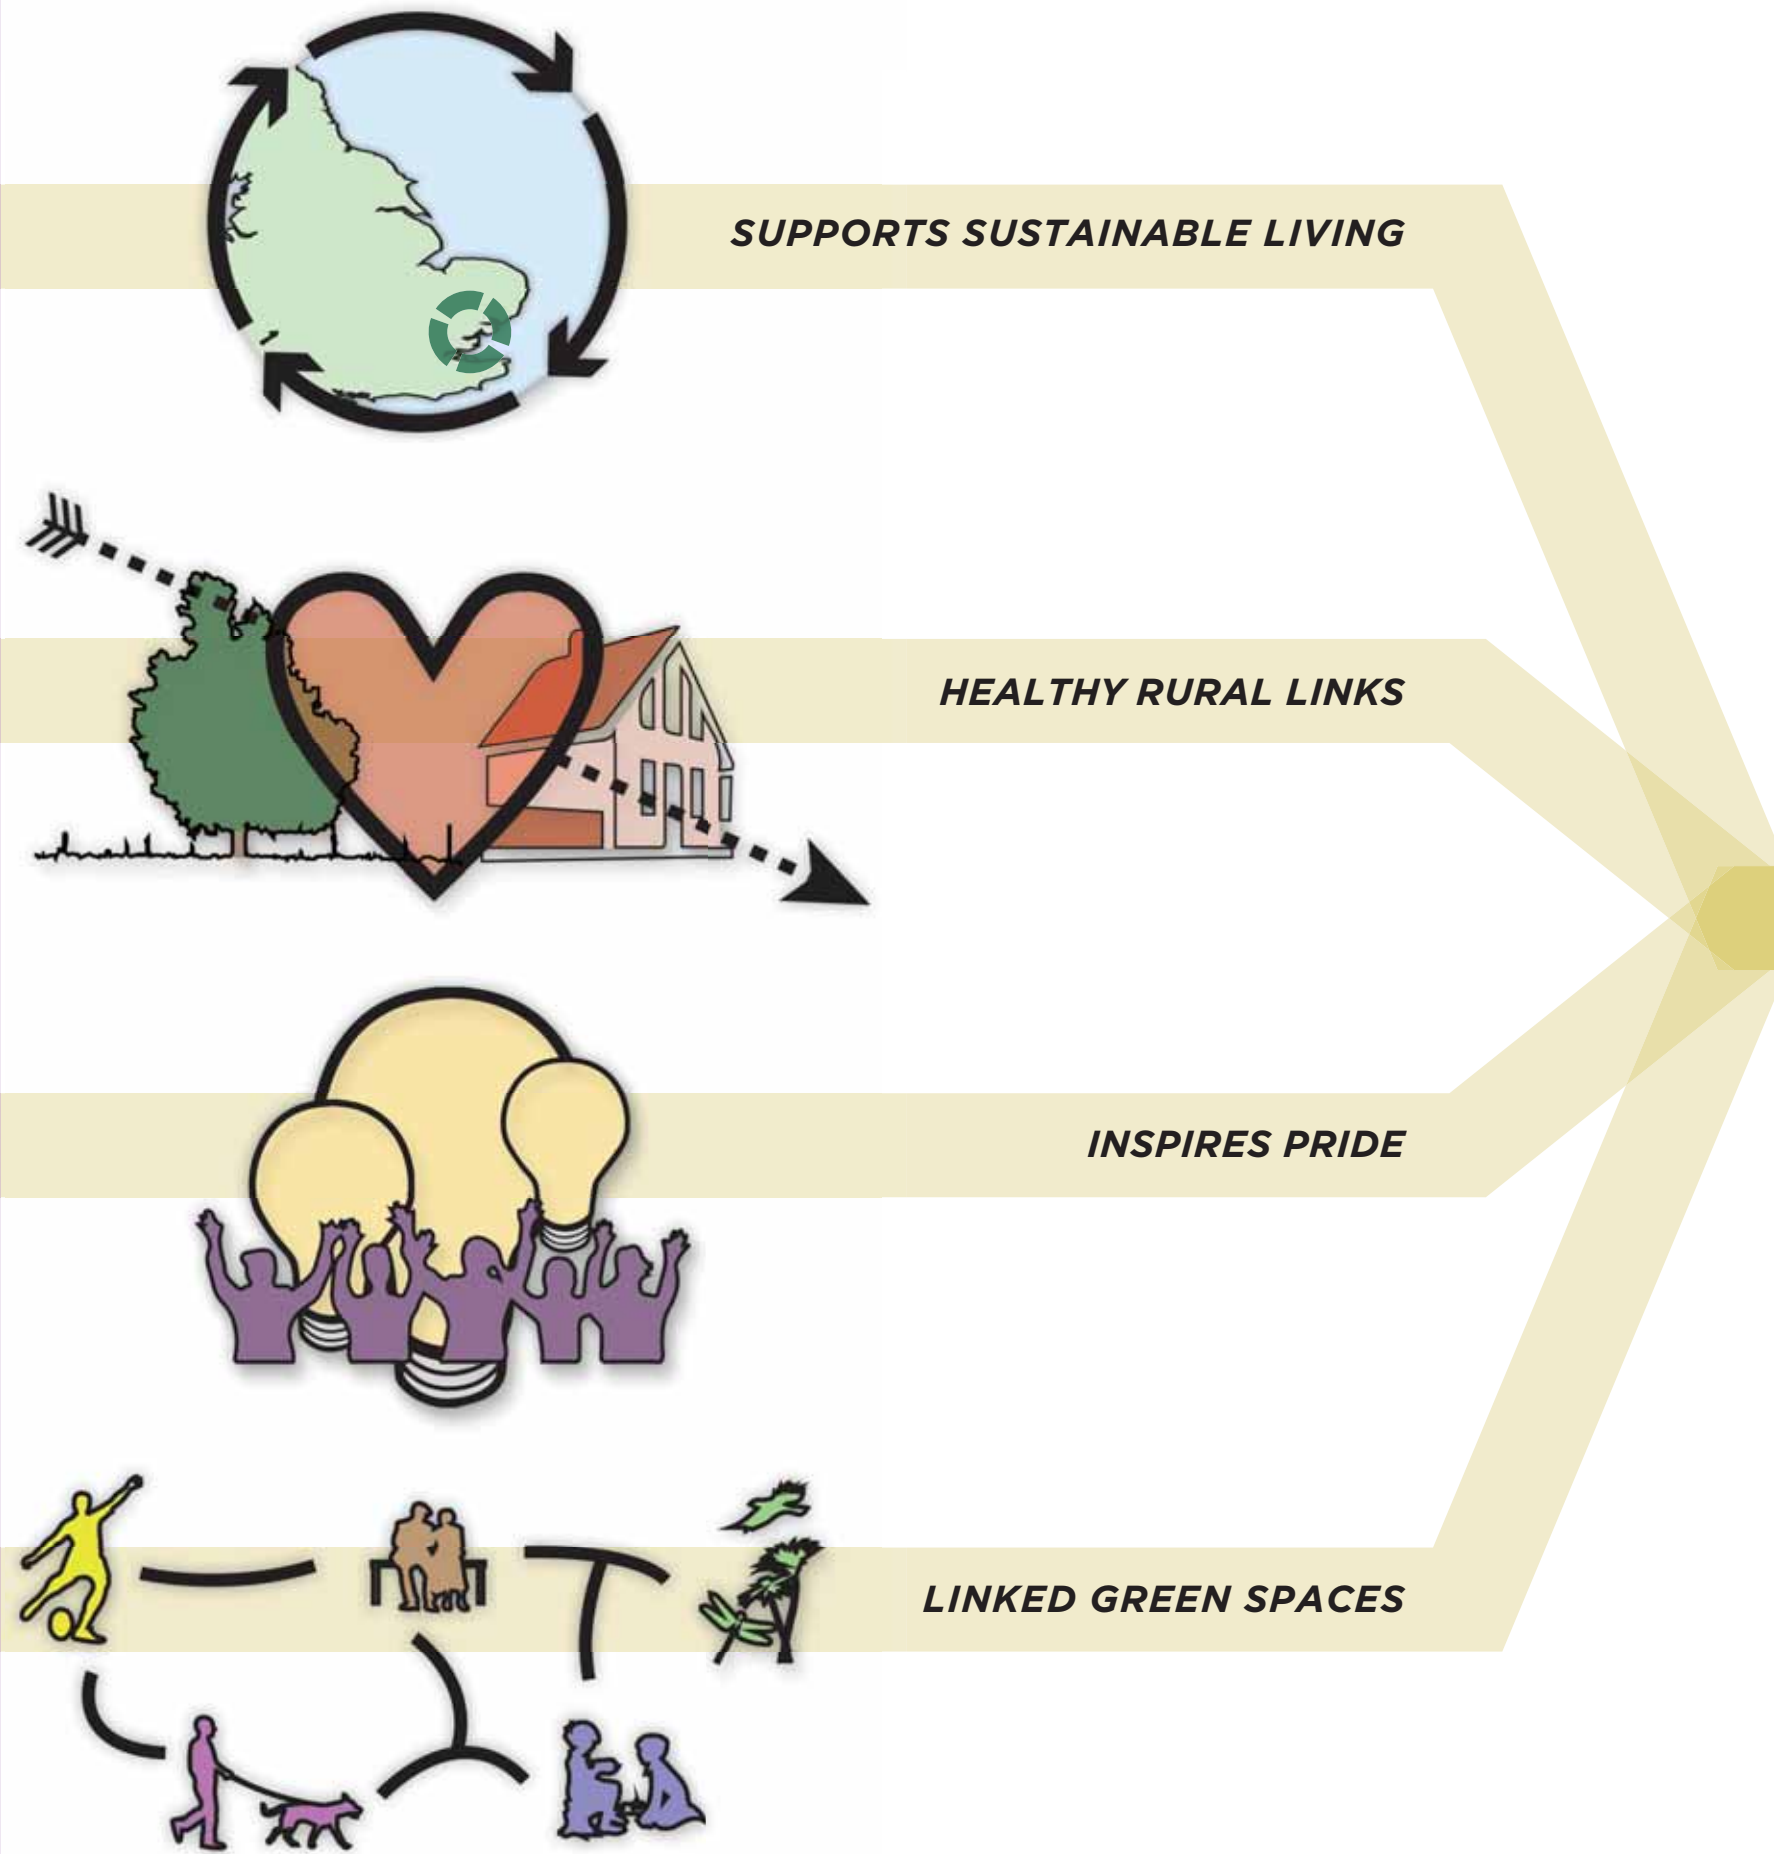 SUPPORTS SUSTAINABLE LIVING
HEALTHY RURAL LINKS
INSPIRES PRIDE
LINKED GREEN SPACES